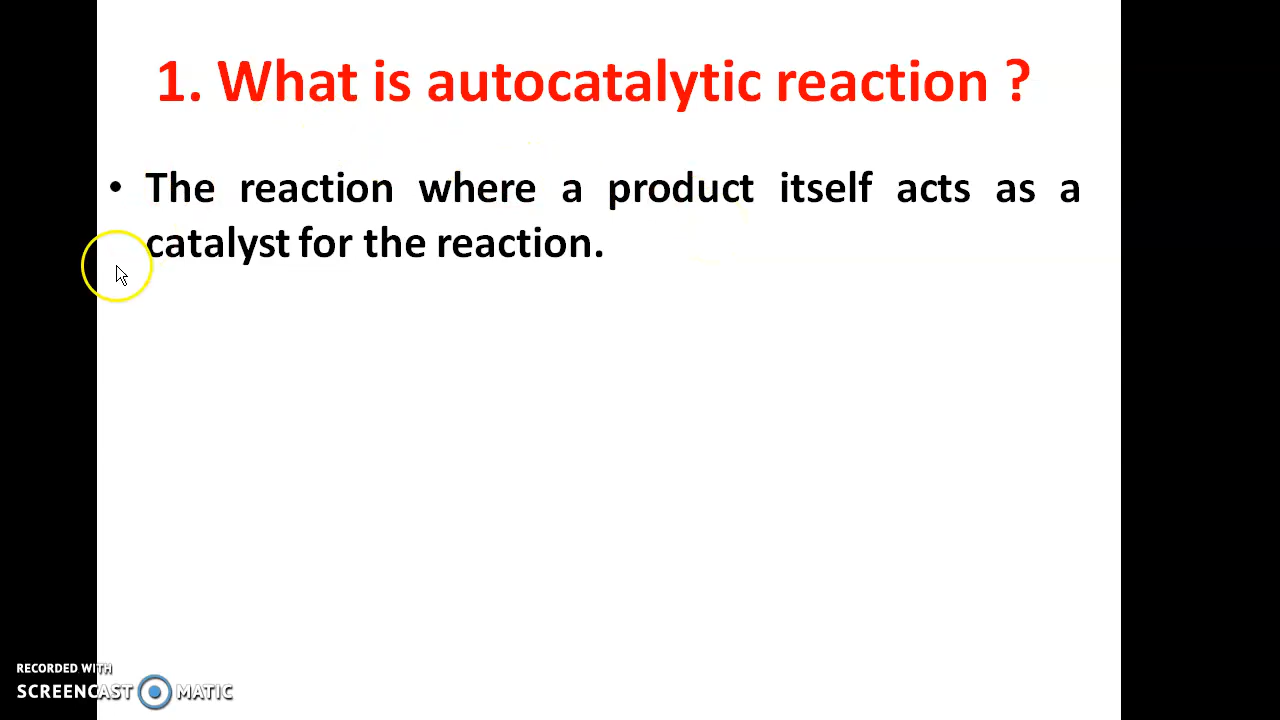 1. What is autocatalytic reaction ?
• The reaction where a product itself acts as a
catalyst for the reaction.
RECORDED WITH
SCREENCAST MATIC